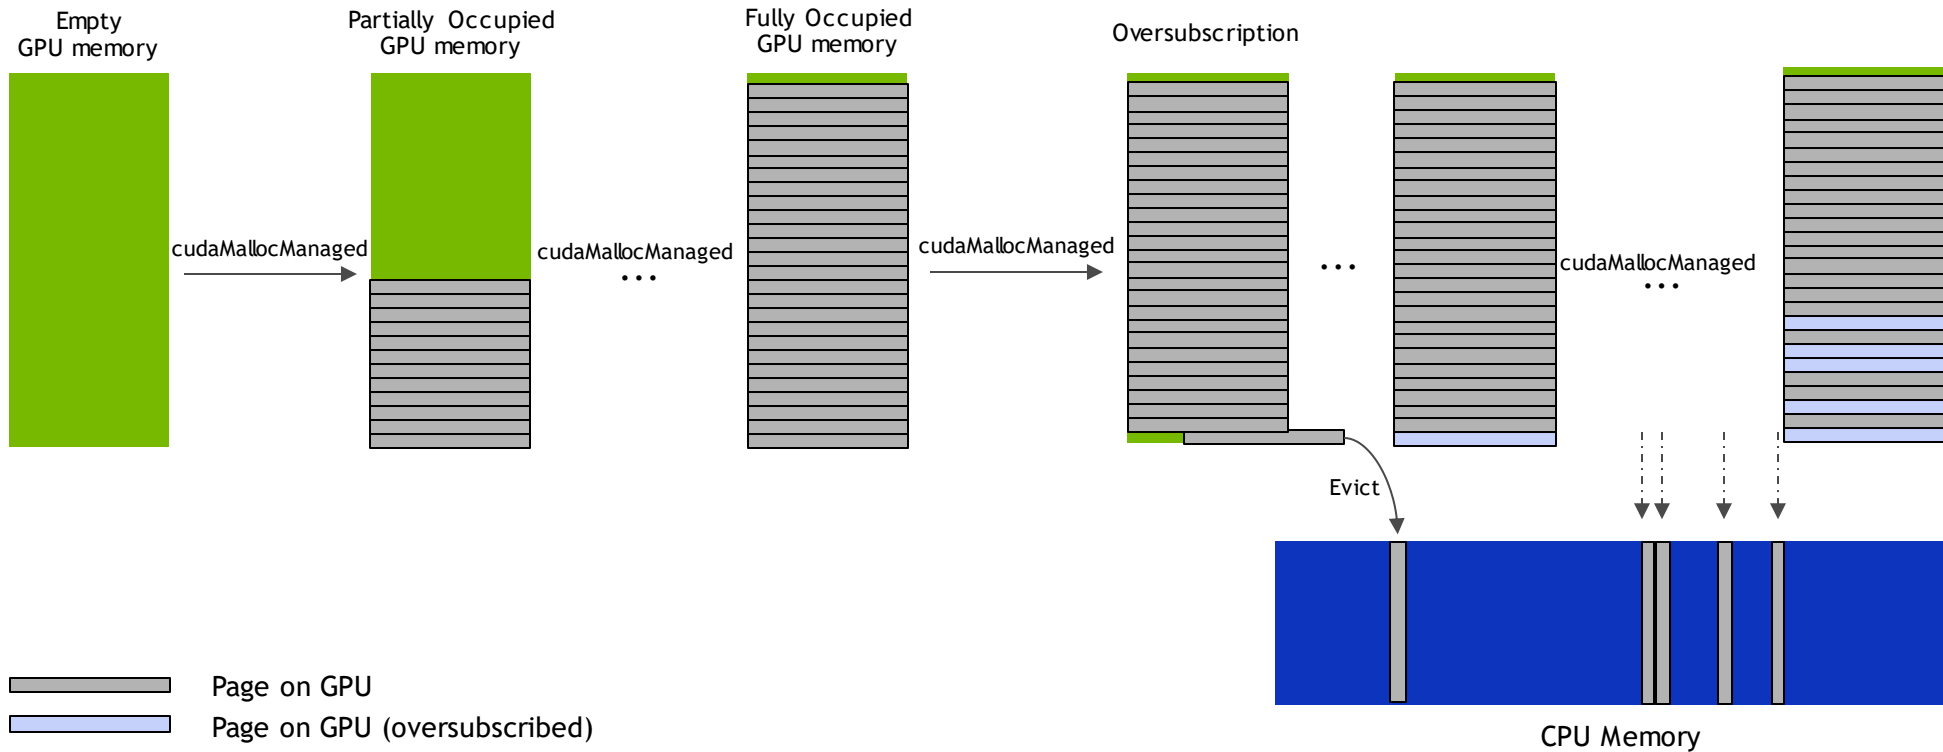 Empty
GPU memory
Partially Occupied
GPU memory
Fully Occupied
GPU memory
Oversubscription
cudaMallocManaged
cudaMallocManaged
...
cudaMallocManaged
...
cudaMallocManaged
...
Evict
Page on GPU
Page on GPU (oversubscribed)
CPU Memory